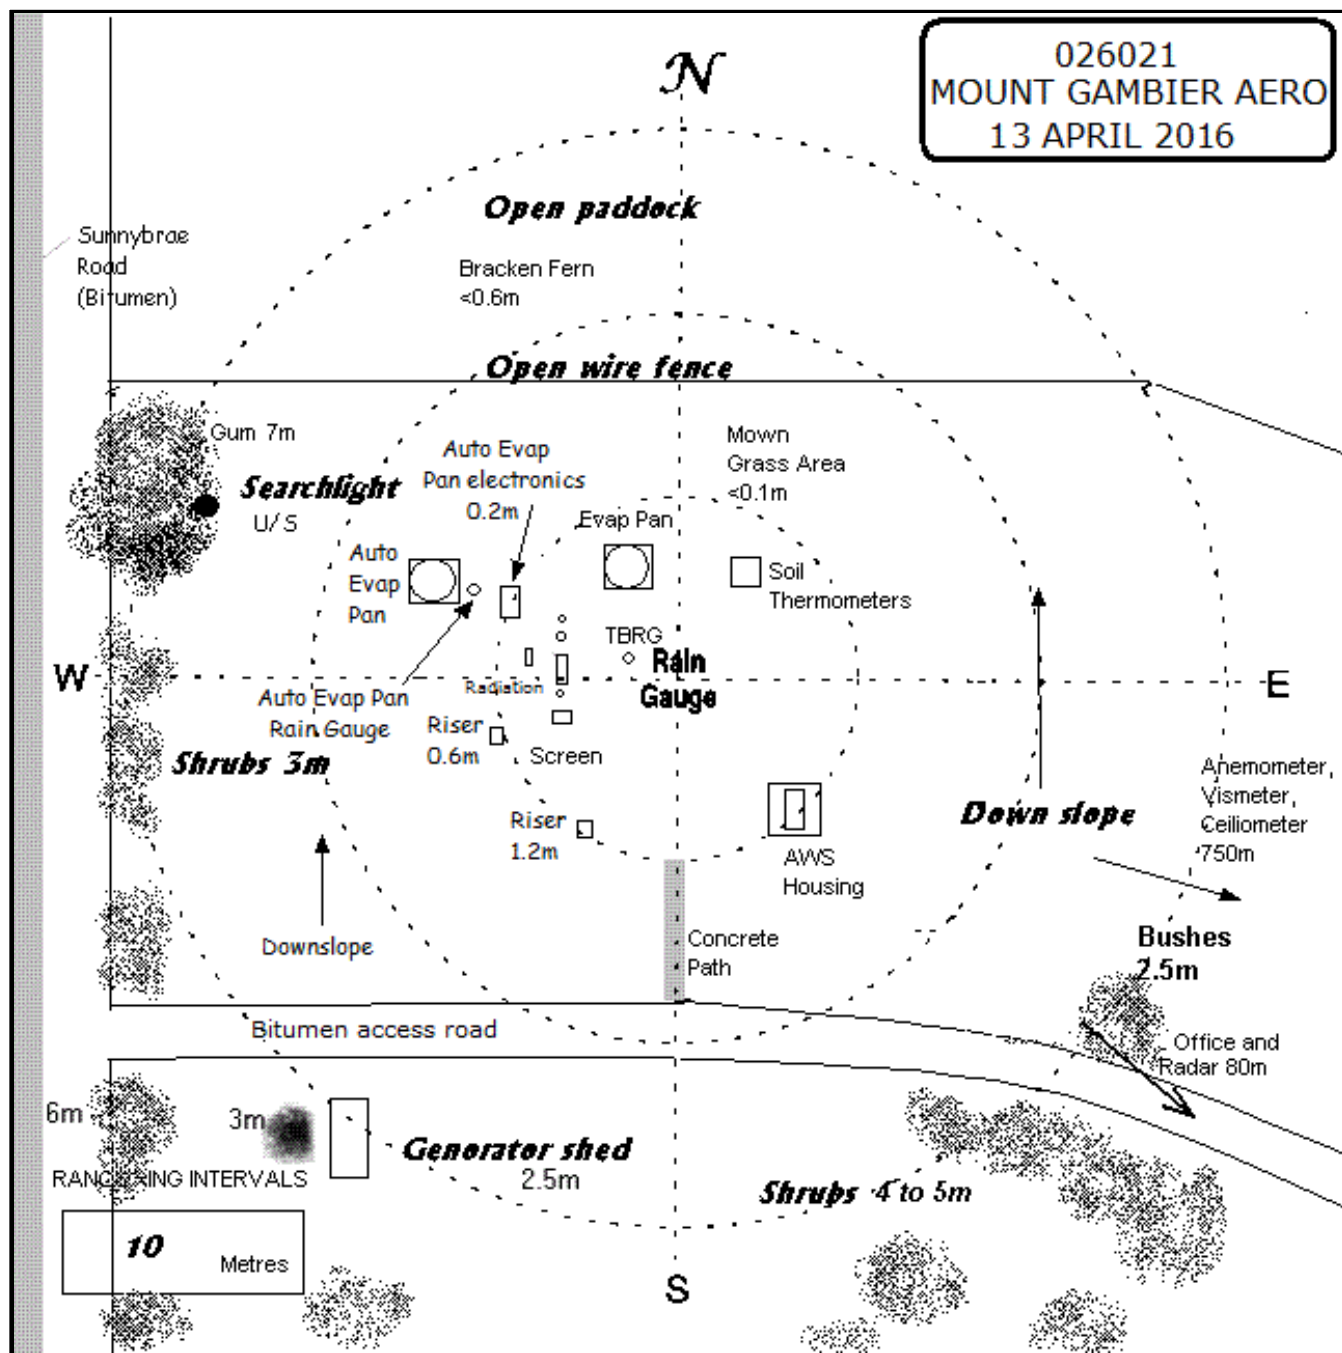 026021
MOUNT GAMBIER AERO
13 APRIL 2016
N
Open paddock
Sunnybrae
Road
(Bitumen)
Bracken Fern
<0.6m
Open wire fence
Gum 7m
Mown
Grass Area
<0.1m
Auto Evap
Pan electronics
0.2m
Searchlight
U/S
Evap Pan
Auto
Evap
Pan
Soil
Thermometers
TBRG
Rain
Gauge
W
E
Radiation
Auto Evap Pan
Rain Gauge
Riser
0.6m
Screen
Shrubs 3m
Anemometer,
Vismeter,
Ceiliometer
750m
Down slope
Riser
1.2m
AWS
Housing
Downslope
Concrete
Path
Bushes
2.5m
Bitumen access road
Office and
Radar 80m
6m
3m
Generator shed
2.5m
INTERVALS
Shrubs 4 to 5m
10
Metres
S